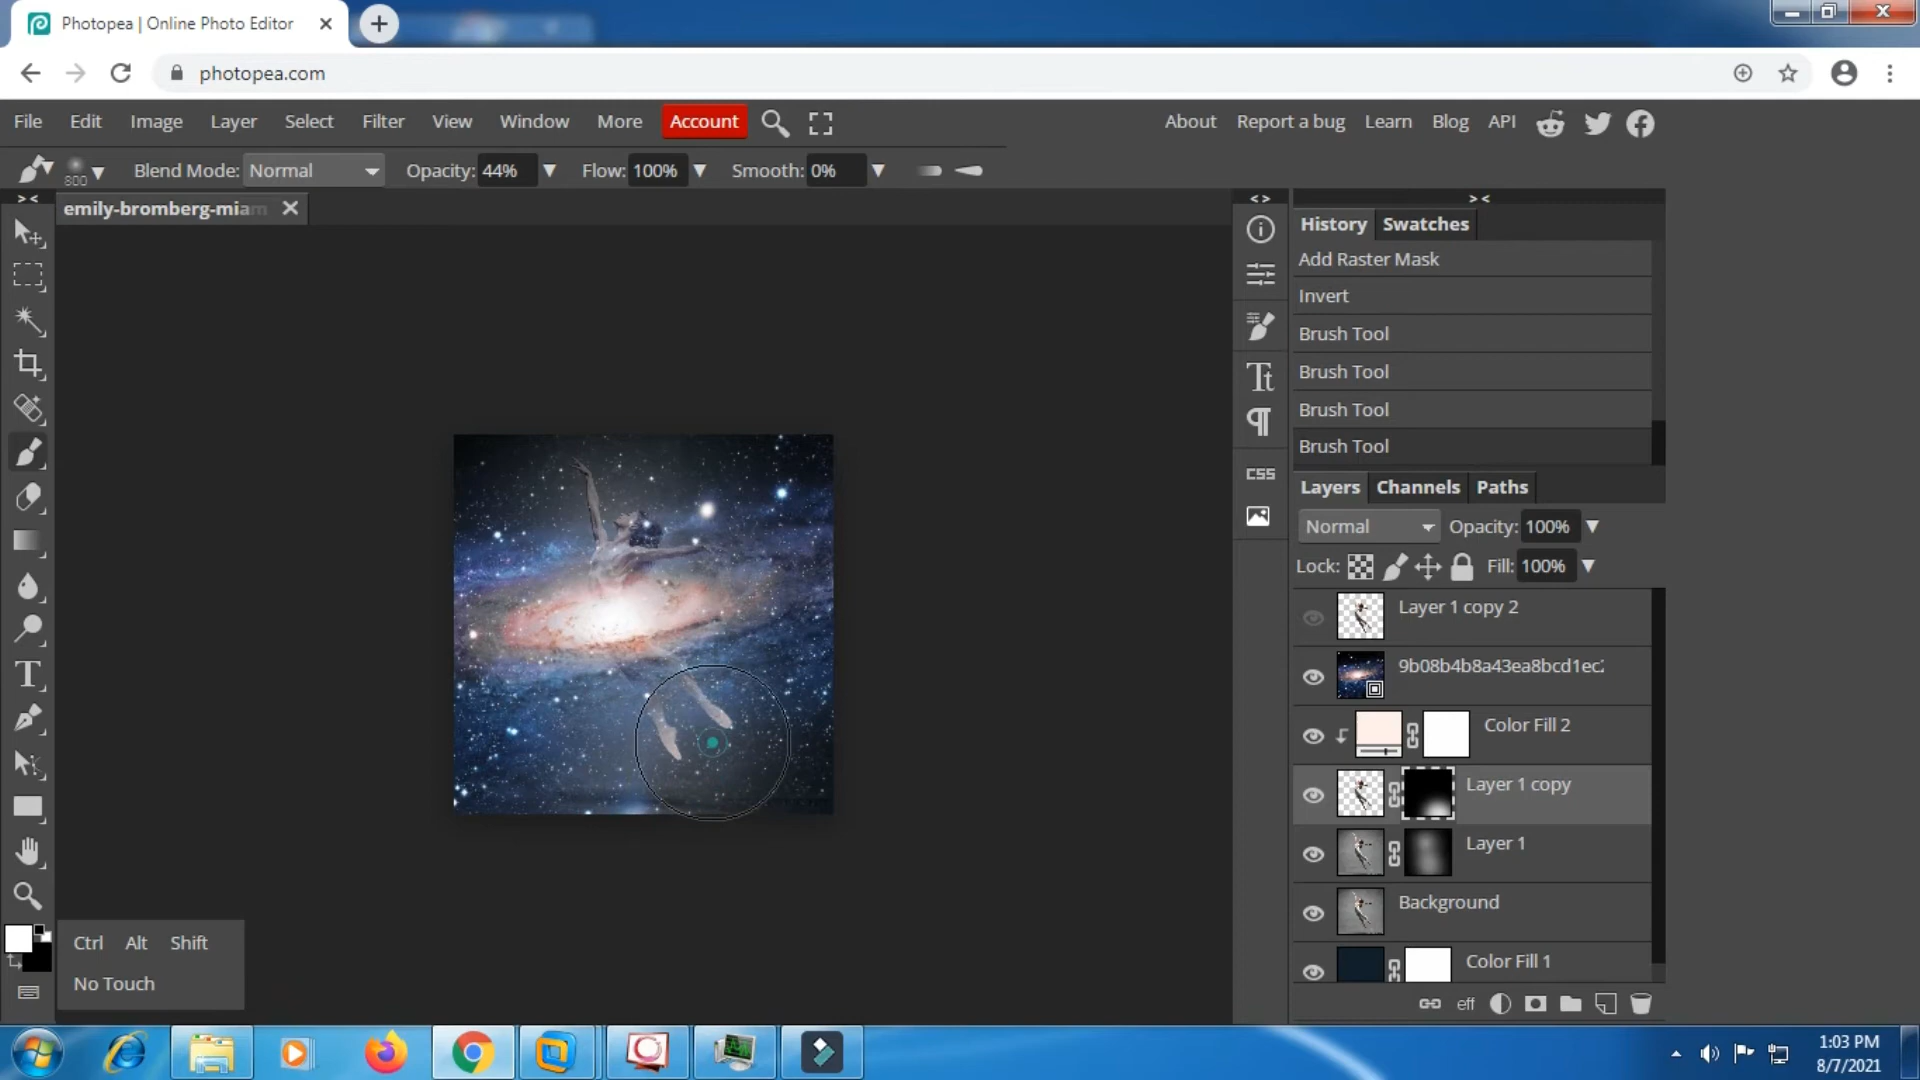 Photopea | Online Photo Editor
photopea.com
File Edit Image Layer Select Filter View Window More Account About Report a bug Learn Blog API
800 Blend Mode: Normal Opacity: 44% Flow: 100% Smooth: 0%
emily-bromberg-miam
History Swatches
Add Raster Mask
Invert
Brush Tool
Brush Tool
Brush Tool
Brush Tool
CSS
Layers Channels Paths
Normal Opacity: 100%
Lock: Fill: 100%
Layer 1 copy 2
9b08b4b8a43ea8bcd1ec2
Color Fill 2
Layer 1 copy
Layer 1
Background
Color Fill 1
eff
Ctrl Alt Shift
No Touch
1:03 PM
8/7/2021